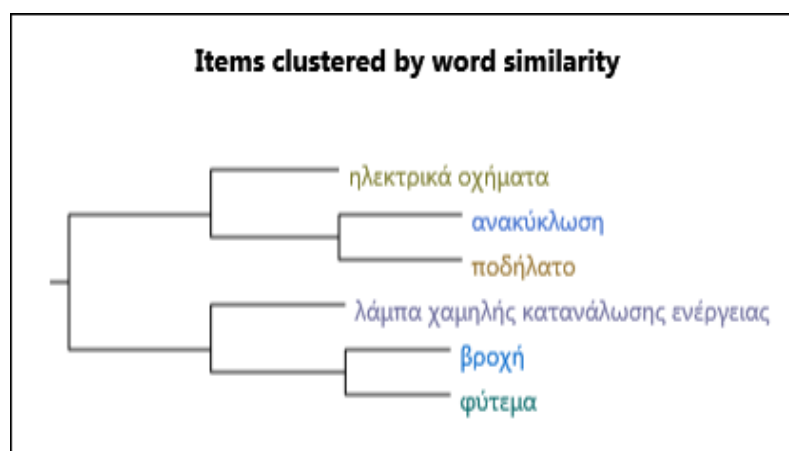 Items clustered by word similarity
ηλεκτρικά οχήματα
ανακύκλωση
ποδήλατο
λάμπα χαμηλής κατανάλωσης ενέργειας
βροχή
φύτεμα